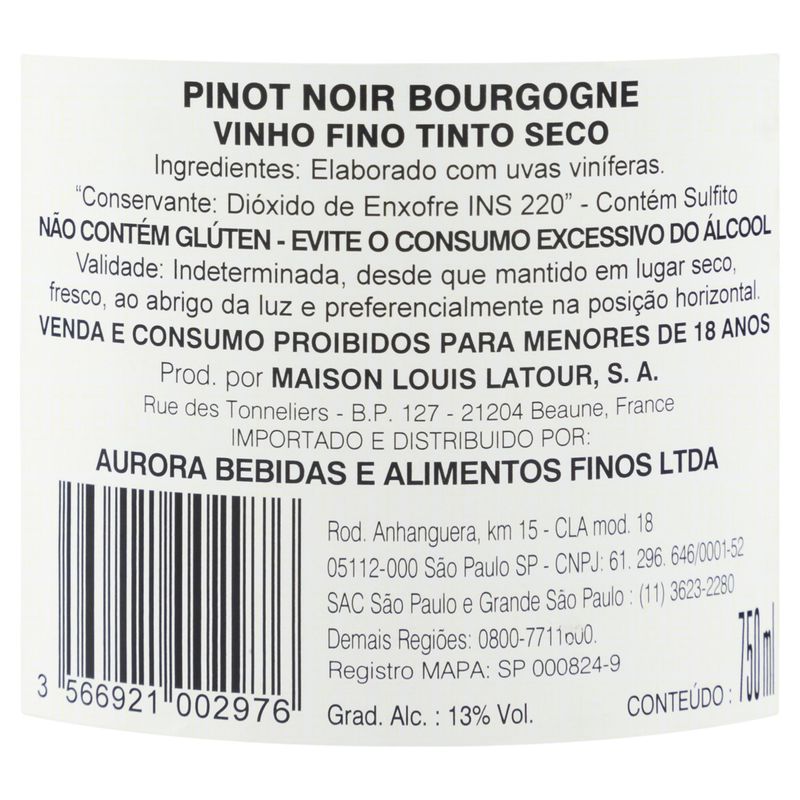 PINOT NOIR BOURGOGNE
VINHO FINO TINTO SECO
Ingredientes: Elaborado com uvas viníferas.
“Conservante: Dióxido de Enxofre INS 220” - Contém Sulfito
NÃO CONTÉM GLÚTEN - EVITE O CONSUMO EXCESSIVO DO ÁLCOOL
Validade: Indeterminada, desde que mantido em lugar seco,
fresco, ao abrigo da luz e preferencialmente na posição horizontal.
VENDA E CONSUMO PROIBIDOS PARA MENORES DE 18 ANOS
Prod. por MAISON LOUIS LATOUR, S. A.
Rue des Tonneliers - B.P. 127 - 21204 Beaune, France
IMPORTADO E DISTRIBUIDO POR:
AURORA BEBIDAS E ALIMENTOS FINOS LTDA
Rod. Anhanguera, km 15 - CLA mod. 18
05112-000 São Paulo SP - CNPJ: 61. 296. 646/0001-52
SAC São Paulo e Grande São Paulo : (11) 3623-2280
Demais Regiões:
Registro MAPA: SP 000824-9
Grad. Alc. : 13% Vol.
CONTEÚDO : 750 ml
3 566921 002976